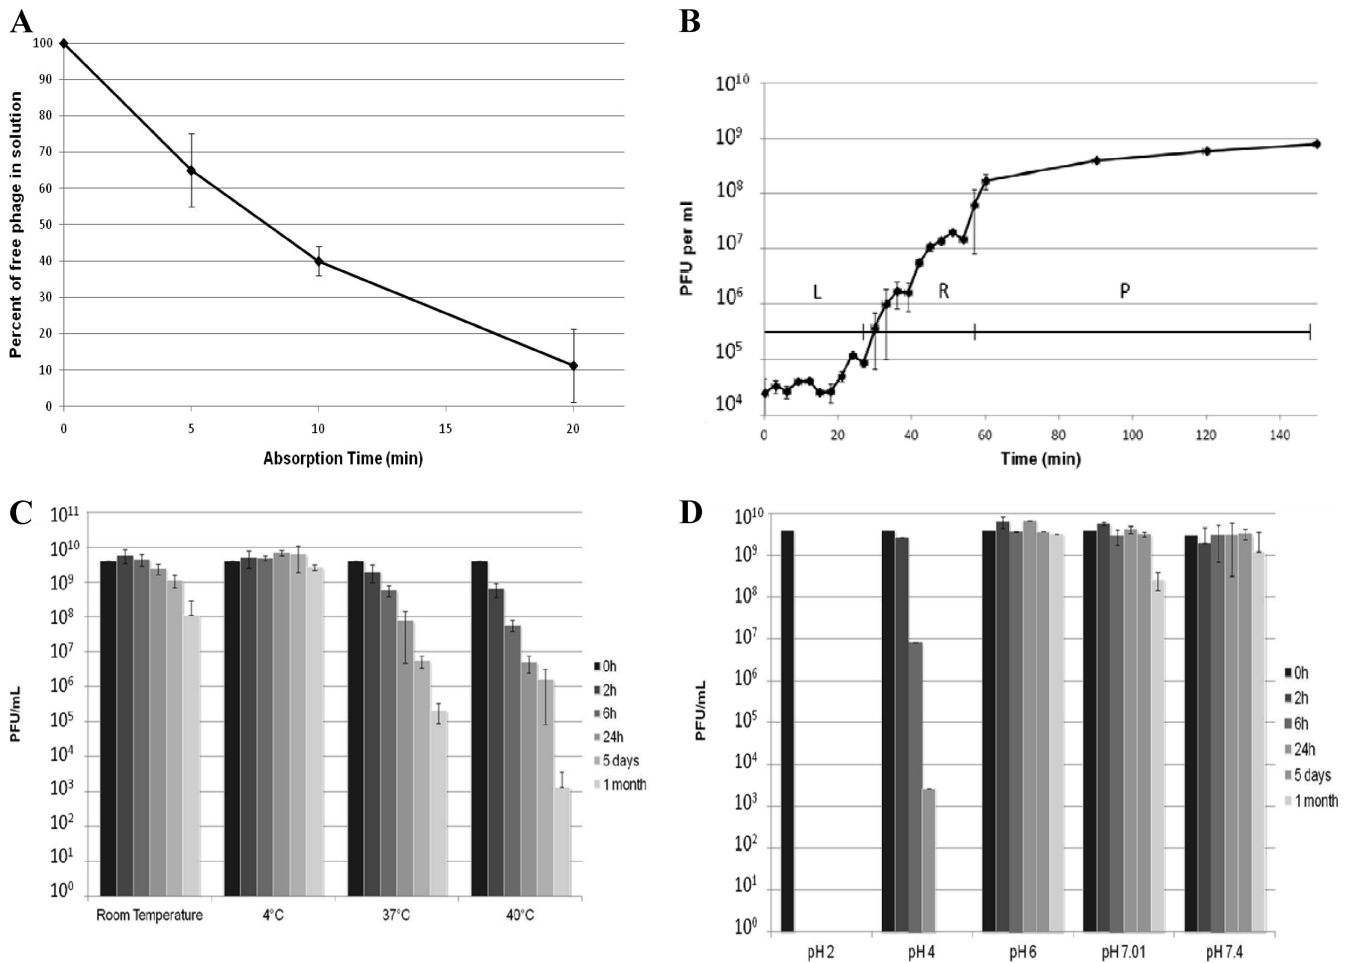 A
100
90
80
70
60
50
40
30
20
10
0
Percent of free phage in solution
0 5 10 15 20
Absorption Time (min)
B
10^10
10^9
10^8
10^7
10^6
10^5
10^4
PFU per ml
L R P
0 20 40 60 80 100 120 140
Time (min)
C
10^11
10^10
10^9
10^8
10^7
10^6
10^5
10^4
10^3
10^2
10^1
10^0
PFU/mL
Room Temperature 4°C 37°C 40°C
0h
2h
6h
24h
5 days
1 month
D
10^10
10^9
10^8
10^7
10^6
10^5
10^4
10^3
10^2
10^1
10^0
PFU/mL
pH 2 pH 4 pH 6 pH 7.01 pH 7.4
0h
2h
6h
24h
5 days
1 month